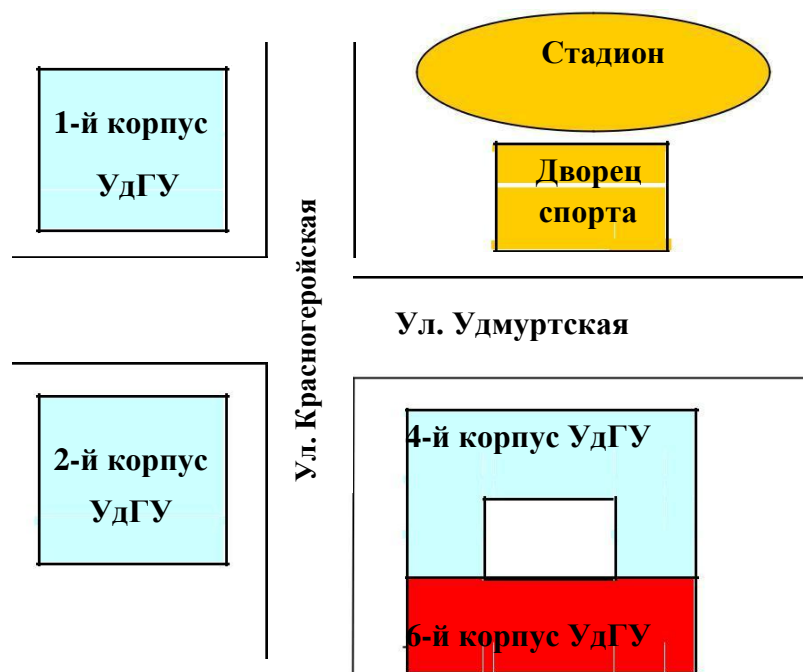 Стадион
1-й корпус
УдГУ
Дворец
спорта
Ул. Красногеройская
Ул. Удмуртская
4-й корпус УдГУ
2-й корпус
УдГУ
6-й корпус УдГУ